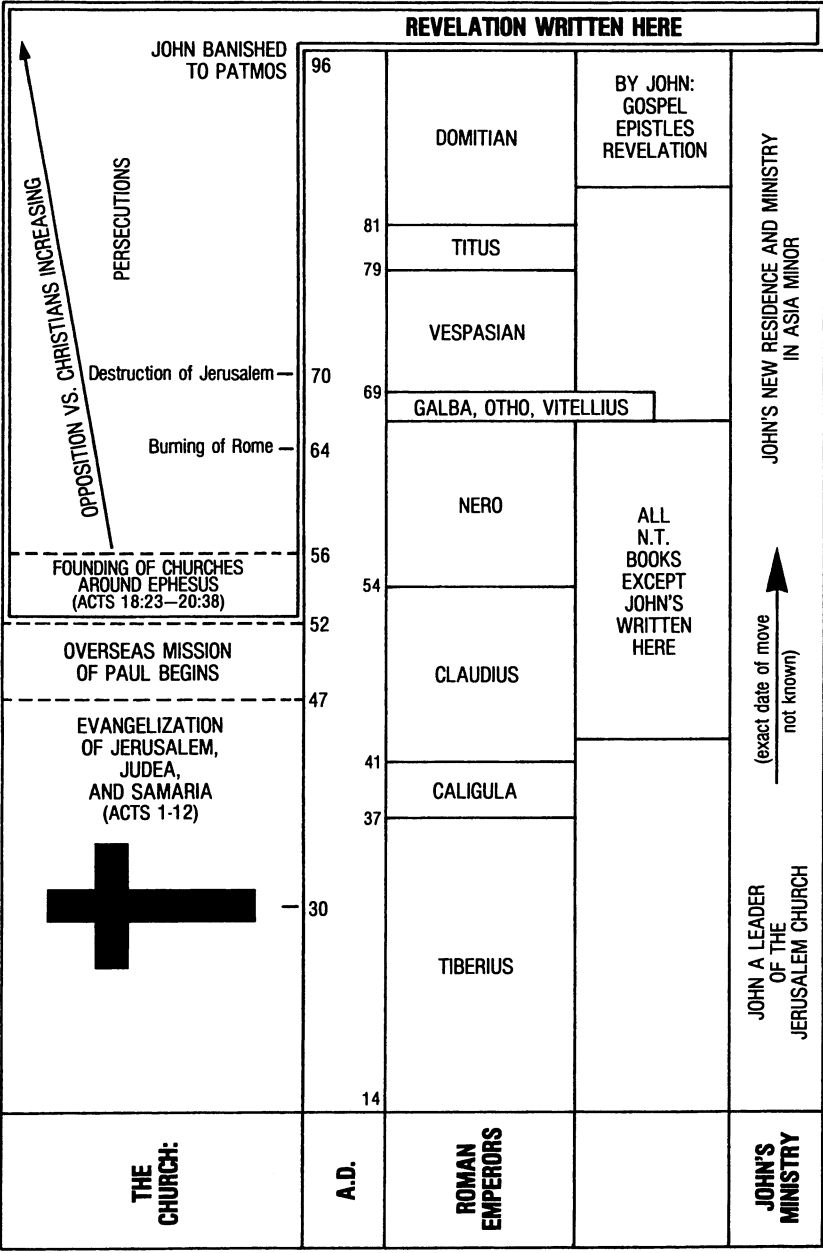 REVELATION WRITTEN HERE
JOHN BANISHED
TO PATMOS
OPPOSITION VS. CHRISTIANS INCREASING
PERSECUTIONS
Destruction of Jerusalem
Burning of Rome
FOUNDING OF CHURCHES
AROUND EPHESUS
(ACTS 18:23—20:38)
OVERSEAS MISSION
OF PAUL BEGINS
EVANGELIZATION
OF JERUSALEM,
JUDEA,
AND SAMARIA
(ACTS 1-12)
THE
CHURCH:
96
81
79
70
69
64
56
54
52
47
41
37
30
14
A.D.
DOMITIAN
TITUS
VESPASIAN
GALBA, OTHO, VITELLIUS
NERO
CLAUDIUS
CALIGULA
TIBERIUS
ROMAN
EMPERORS
BY JOHN:
GOSPEL
EPISTLES
REVELATION
ALL
N.T.
BOOKS
EXCEPT
JOHN'S
WRITTEN
HERE
JOHN'S NEW RESIDENCE AND MINISTRY
IN ASIA MINOR
(exact date of move
not known)
JOHN A LEADER
OF THE
JERUSALEM CHURCH
JOHN'S
MINISTRY